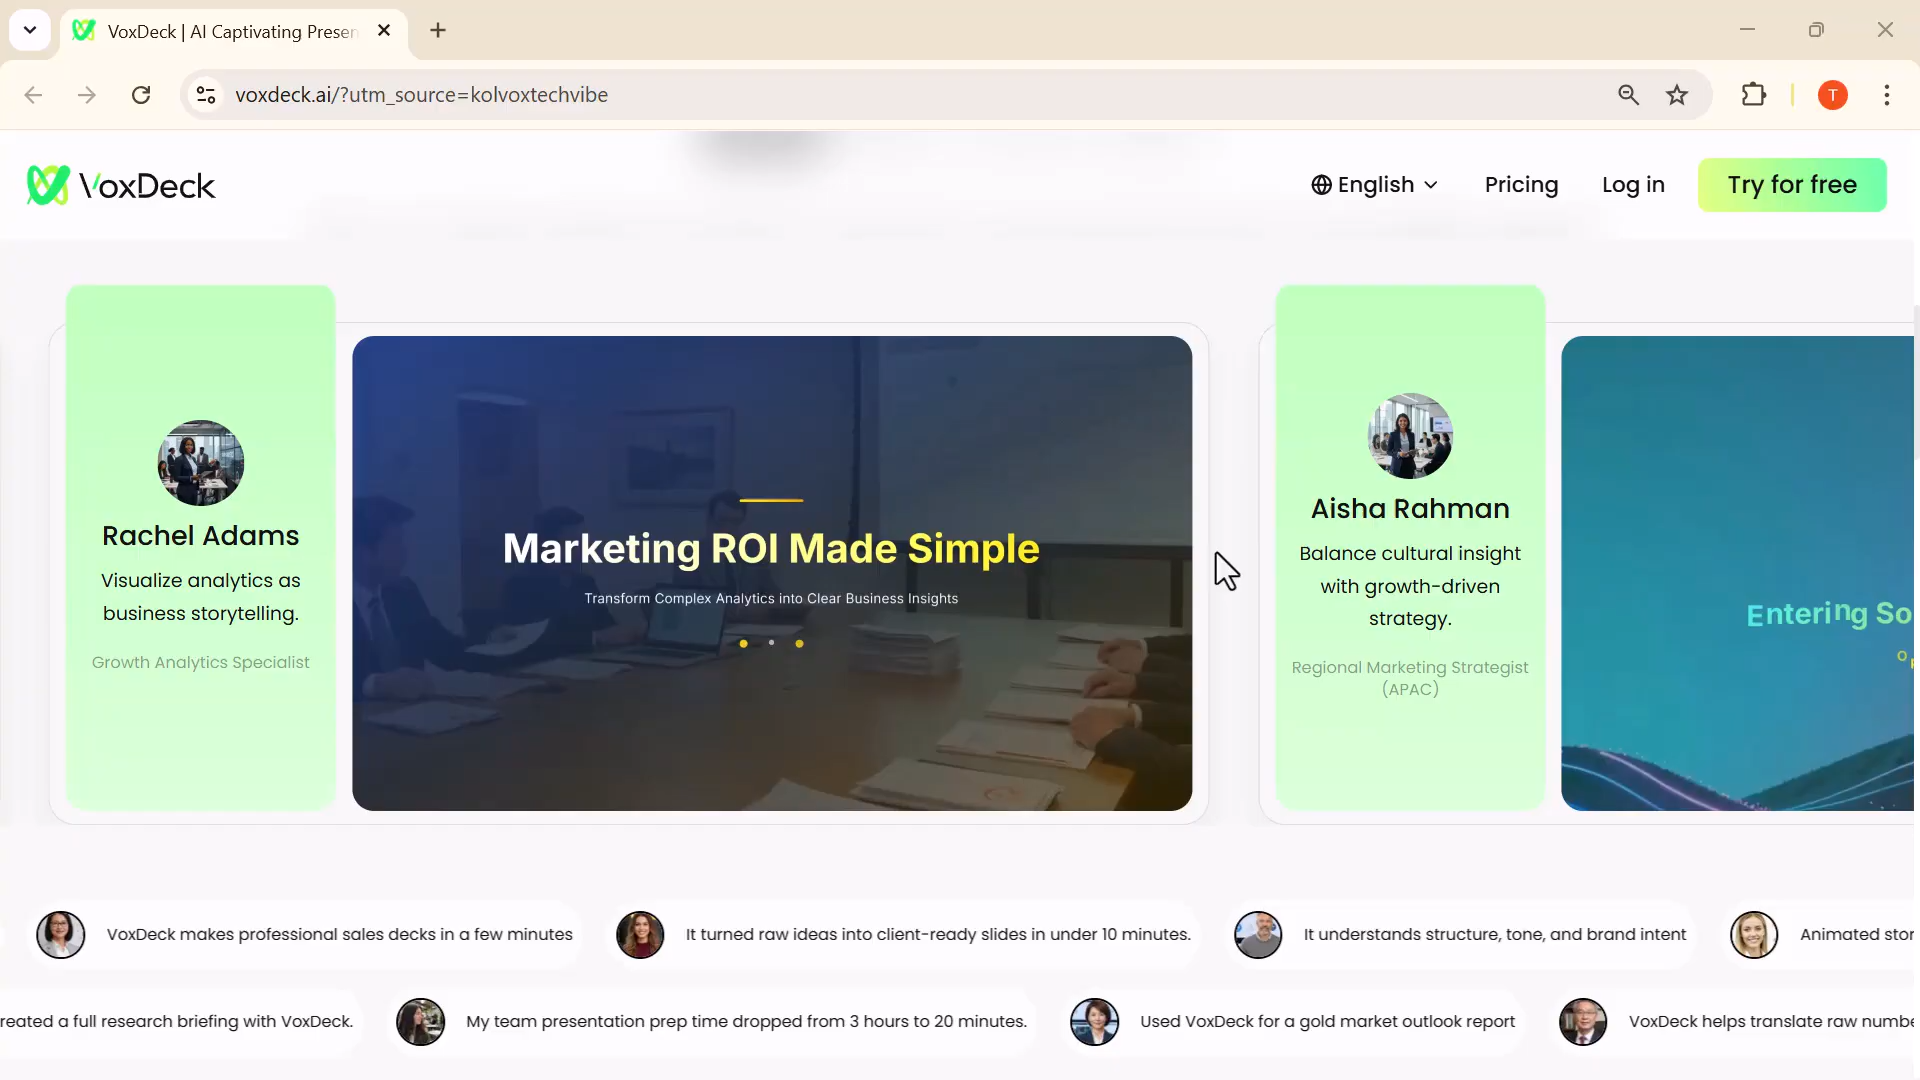 VoxDeck | AI Captivating Presen
voxdeck.ai/?utm_source=kolvoxtechvibe
T
VoxDeck
English
Pricing
Log in
Try for free
Rachel Adams
Visualize analytics as
business storytelling.
Growth Analytics Specialist
Marketing ROI Made Simple
Transform Complex Analytics into Clear Business Insights
Aisha Rahman
Balance cultural insight
with growth-driven
strategy.
Regional Marketing Strategist
(APAC)
Entering So
VoxDeck makes professional sales decks in a few minutes
It turned raw ideas into client-ready slides in under 10 minutes.
It understands structure, tone, and brand intent
Animated stor
reated a full research briefing with VoxDeck.
My team presentation prep time dropped from 3 hours to 20 minutes.
Used VoxDeck for a gold market outlook report
VoxDeck helps translate raw numbe